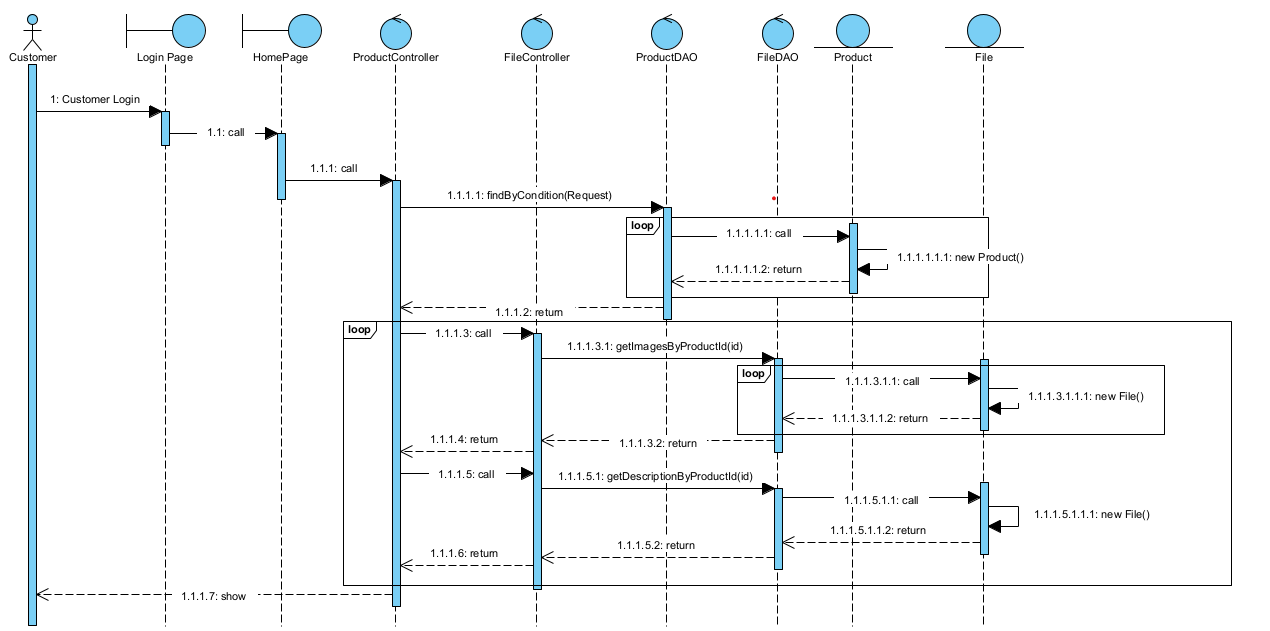 Customer
Login Page
HomePage
ProductController
FileController
ProductDAO
FileDAO
Product
File
1: Customer Login
1.1: call
1.1.1: call
1.1.1.1: findByCondition(Request)
loop
1.1.1.1.1: call
1.1.1.1.1.1: new Product()
1.1.1.1.1.2: return
1.1.1.2: return
loop
1.1.1.3: call
1.1.1.3.1: getImagesByProductId(id)
loop
1.1.1.3.1.1: call
1.1.1.3.1.1.1: new File()
1.1.1.3.1.1.2: return
1.1.1.4: return
1.1.1.3.2: return
1.1.1.5: call
1.1.1.5.1: getDescriptionByProductId(id)
1.1.1.5.1.1: call
1.1.1.5.1.1.1: new File()
1.1.1.5.1.1.2: return
1.1.1.5.2: return
1.1.1.6: return
1.1.1.7: show